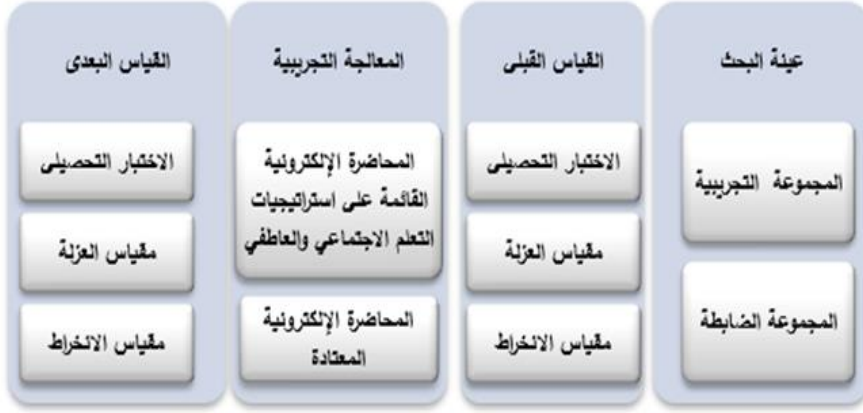 عينة البحث
المجموعة التجريبية
المجموعة الضابطة
القياس القبلى
الاختبار التحصيلى
مقياس العزلة
مقياس الانخراط
المعالجة التجريبية
المحاضرة الإلكترونية
القائمة على استراتيجيات
التعلم الاجتماعي والعاطفي
المحاضرة الإلكترونية
المعتادة
القياس البعدى
الاختبار التحصيلى
مقياس العزلة
مقياس الانخراط